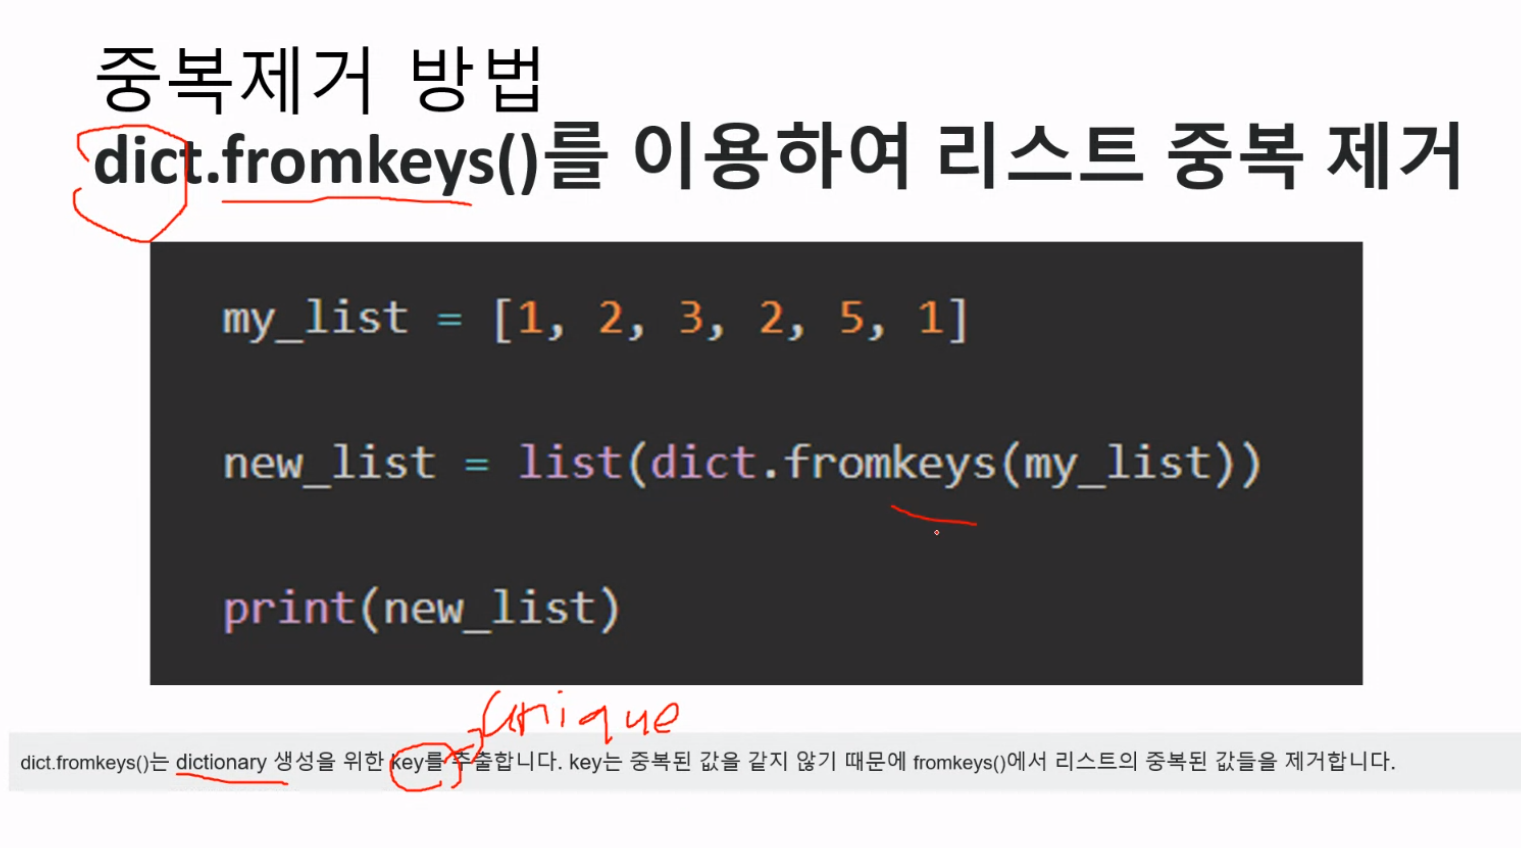 중복제거 방법
dict.fromkeys()를 이용하여 리스트 중복 제거
my_list = [1, 2, 3, 2, 5, 1]
new_list = list(dict.fromkeys(my_list))
print(new_list)
unique
dict.fromkeys()는 dictionary 생성을 위한 key를 추출합니다. key는 중복된 값을 같지 않기 때문에 fromkeys()에서 리스트의 중복된 값들을 제거합니다.